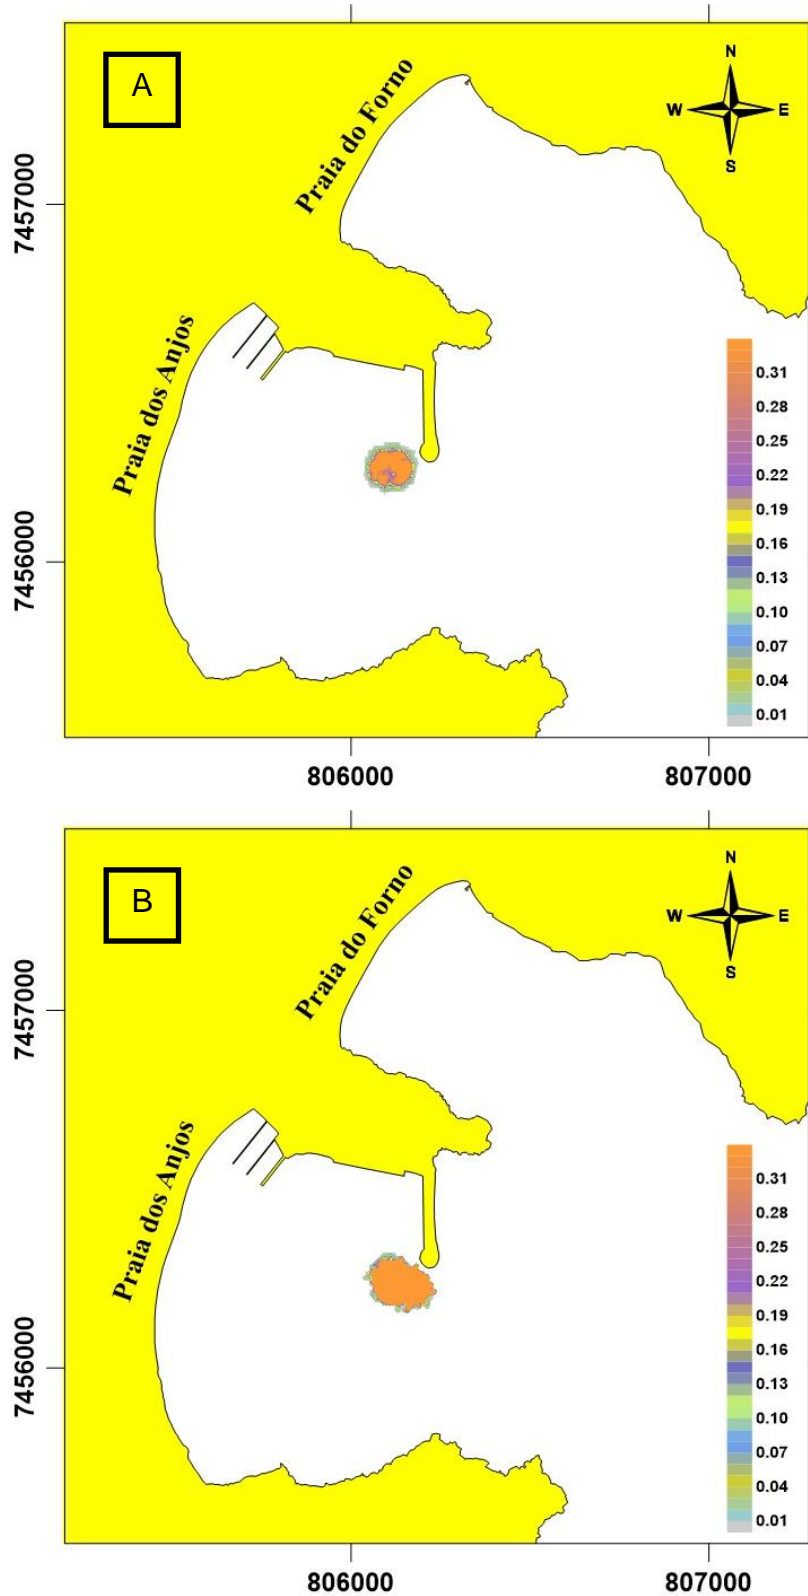 A
Praia do Forno
N
W
E
S
7457000
Praia dos Anjos
0.31
0.28
0.25
0.22
0.19
0.16
0.13
0.10
0.07
0.04
0.01
7456000
806000
807000
B
Praia do Forno
N
W
E
S
7457000
Praia dos Anjos
0.31
0.28
0.25
0.22
0.19
0.16
0.13
0.10
0.07
0.04
0.01
7456000
806000
807000